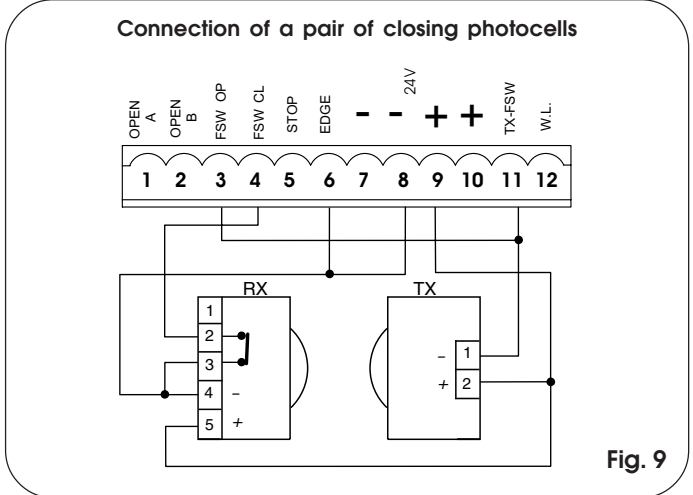 Connection of a pair of closing photocells
OPEN A
OPEN B
FSW OP
FSW CL
STOP
EDGE
- - 24V + +
TX-FSW
W.L.
1 2 3 4 5 6 7 8 9 10 11 12
RX
1
2
3
4 -
5 +
TX
- 1
+ 2
Fig. 9